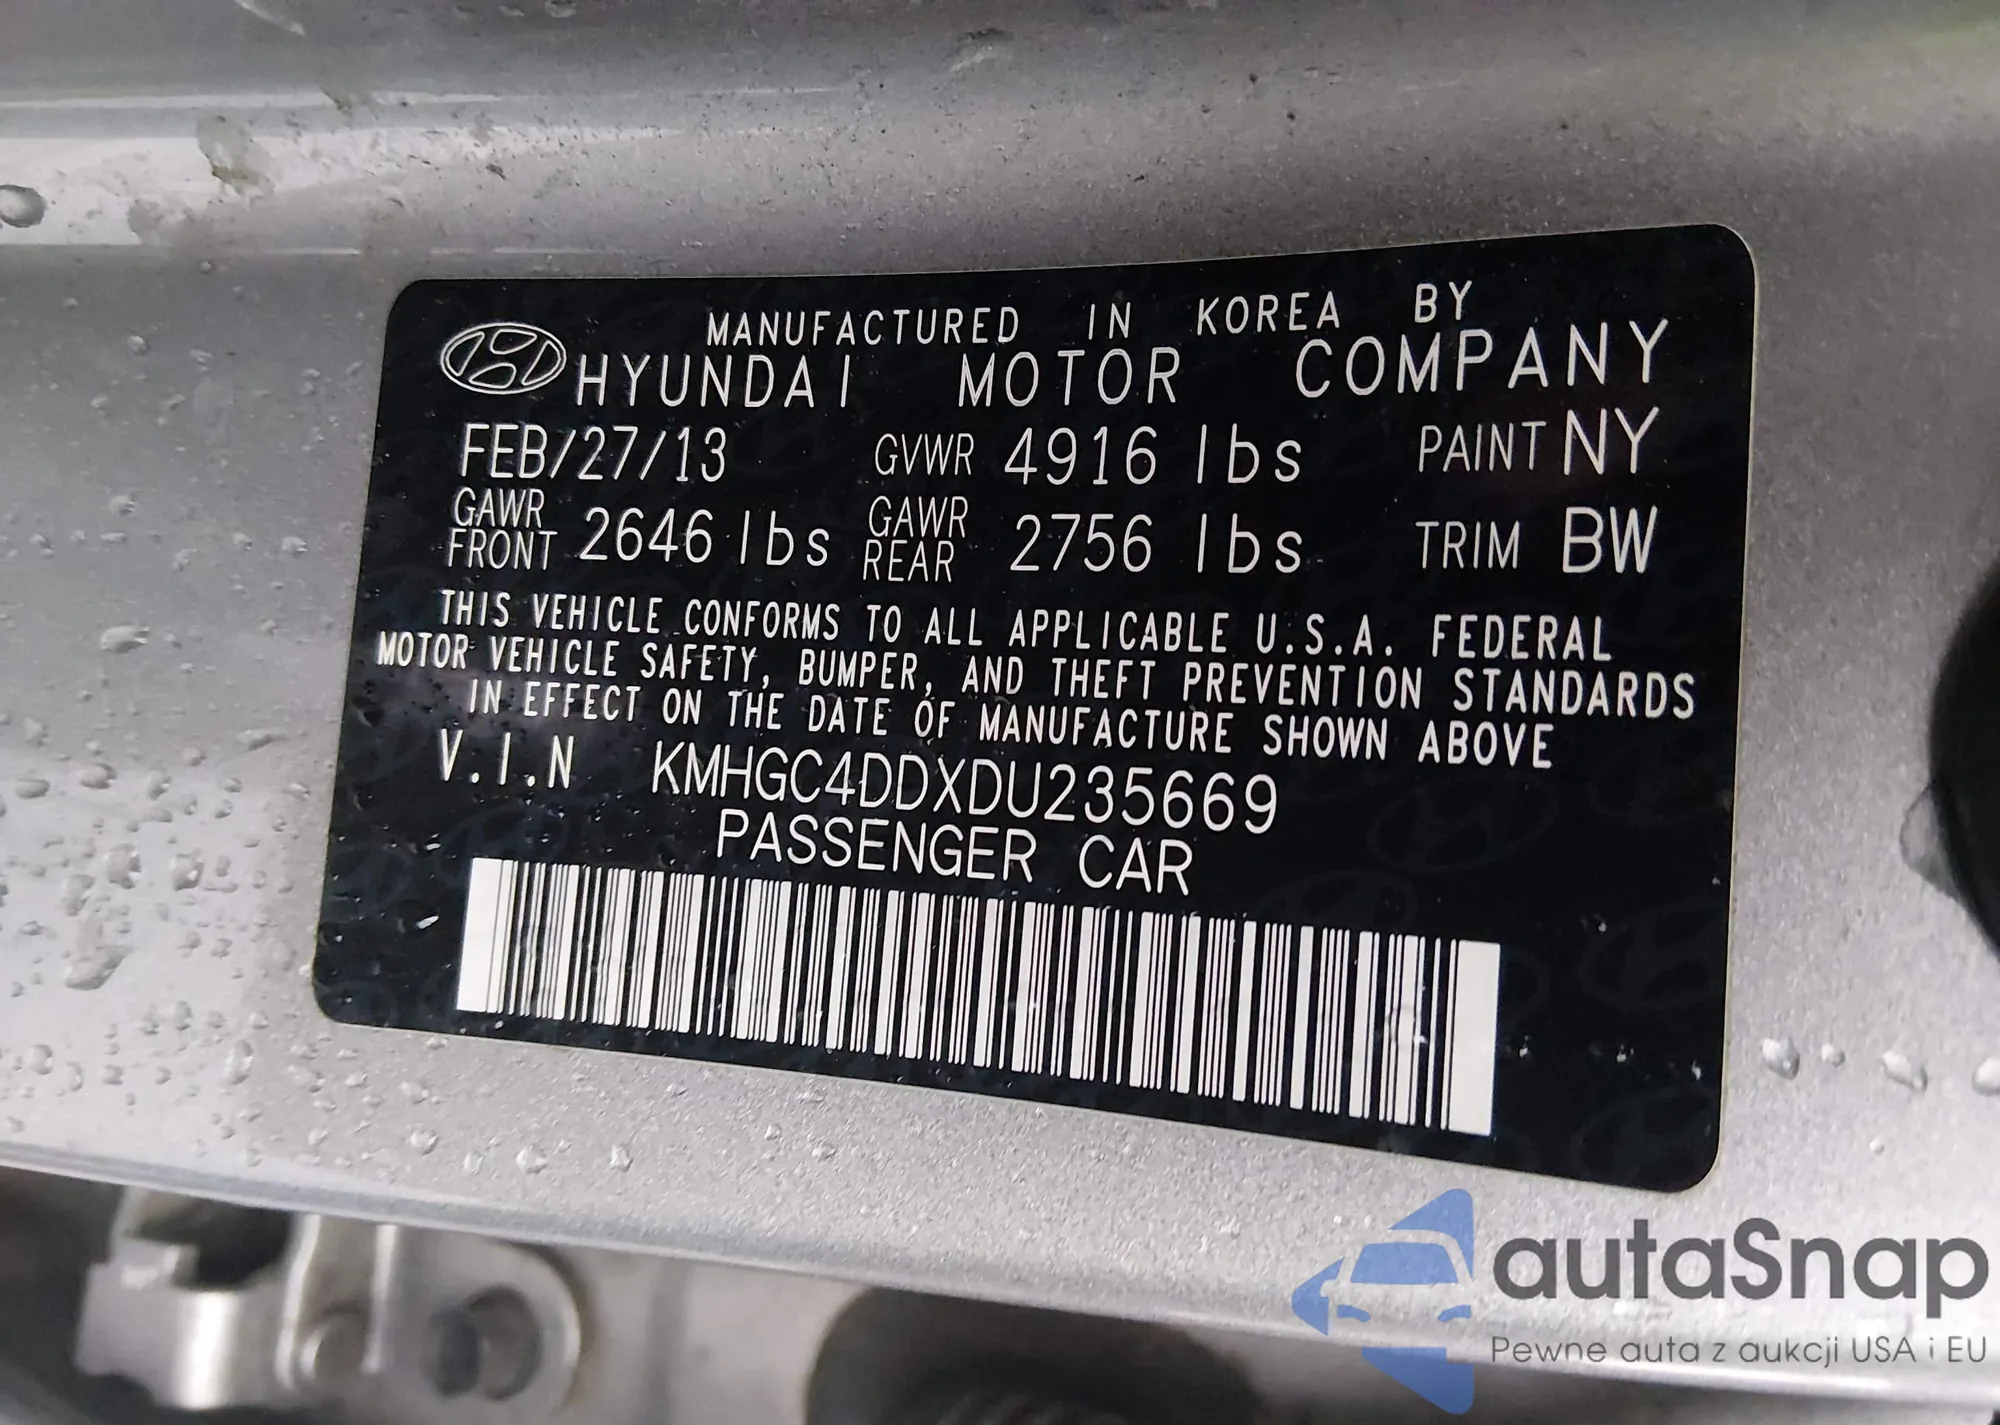 MANUFACTURED IN KOREA BY
HYUNDAI MOTOR COMPANY
FEB/27/13 GVWR 4916 lbs PAINT NY
GAWR FRONT 2646 lbs GAWR REAR 2756 lbs TRIM BW
THIS VEHICLE CONFORMS TO ALL APPLICABLE U.S.A. FEDERAL
MOTOR VEHICLE SAFETY, BUMPER, AND THEFT PREVENTION STANDARDS
IN EFFECT ON THE DATE OF MANUFACTURE SHOWN ABOVE
V.I.N KMHGC4DDXDU235669
PASSENGER CAR
autaSnap
Pewne auta z aukcji USA i EU